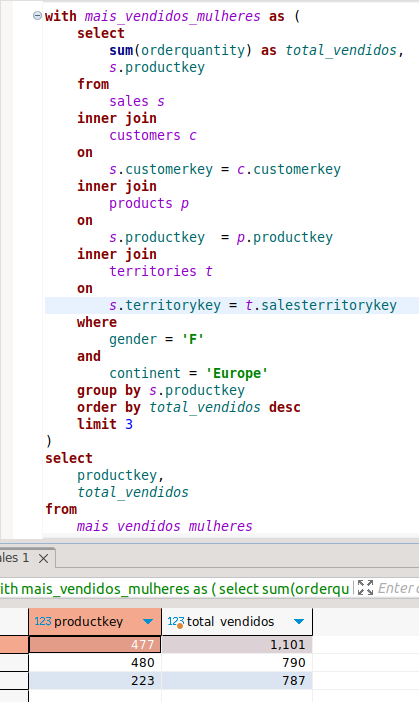 with mais_vendidos_mulheres as (
select
sum(orderquantity) as total_vendidos,
s.productkey
from
sales s
inner join
customers c
on
s.customerkey = c.customerkey
inner join
products p
on
s.productkey  = p.productkey
inner join
territories t
on
s.territorykey = t.salesterritorykey
where
gender = 'F'
and
continent = 'Europe'
group by s.productkey
order by total_vendidos desc
limit 3
)
select
productkey,
total_vendidos
from
mais_vendidos_mulheres
ales 1
ith mais_vendidos_mulheres as ( select sum(orderqu Enter
123 productkey 123 total_vendidos
477 1,101
480 790
223 787